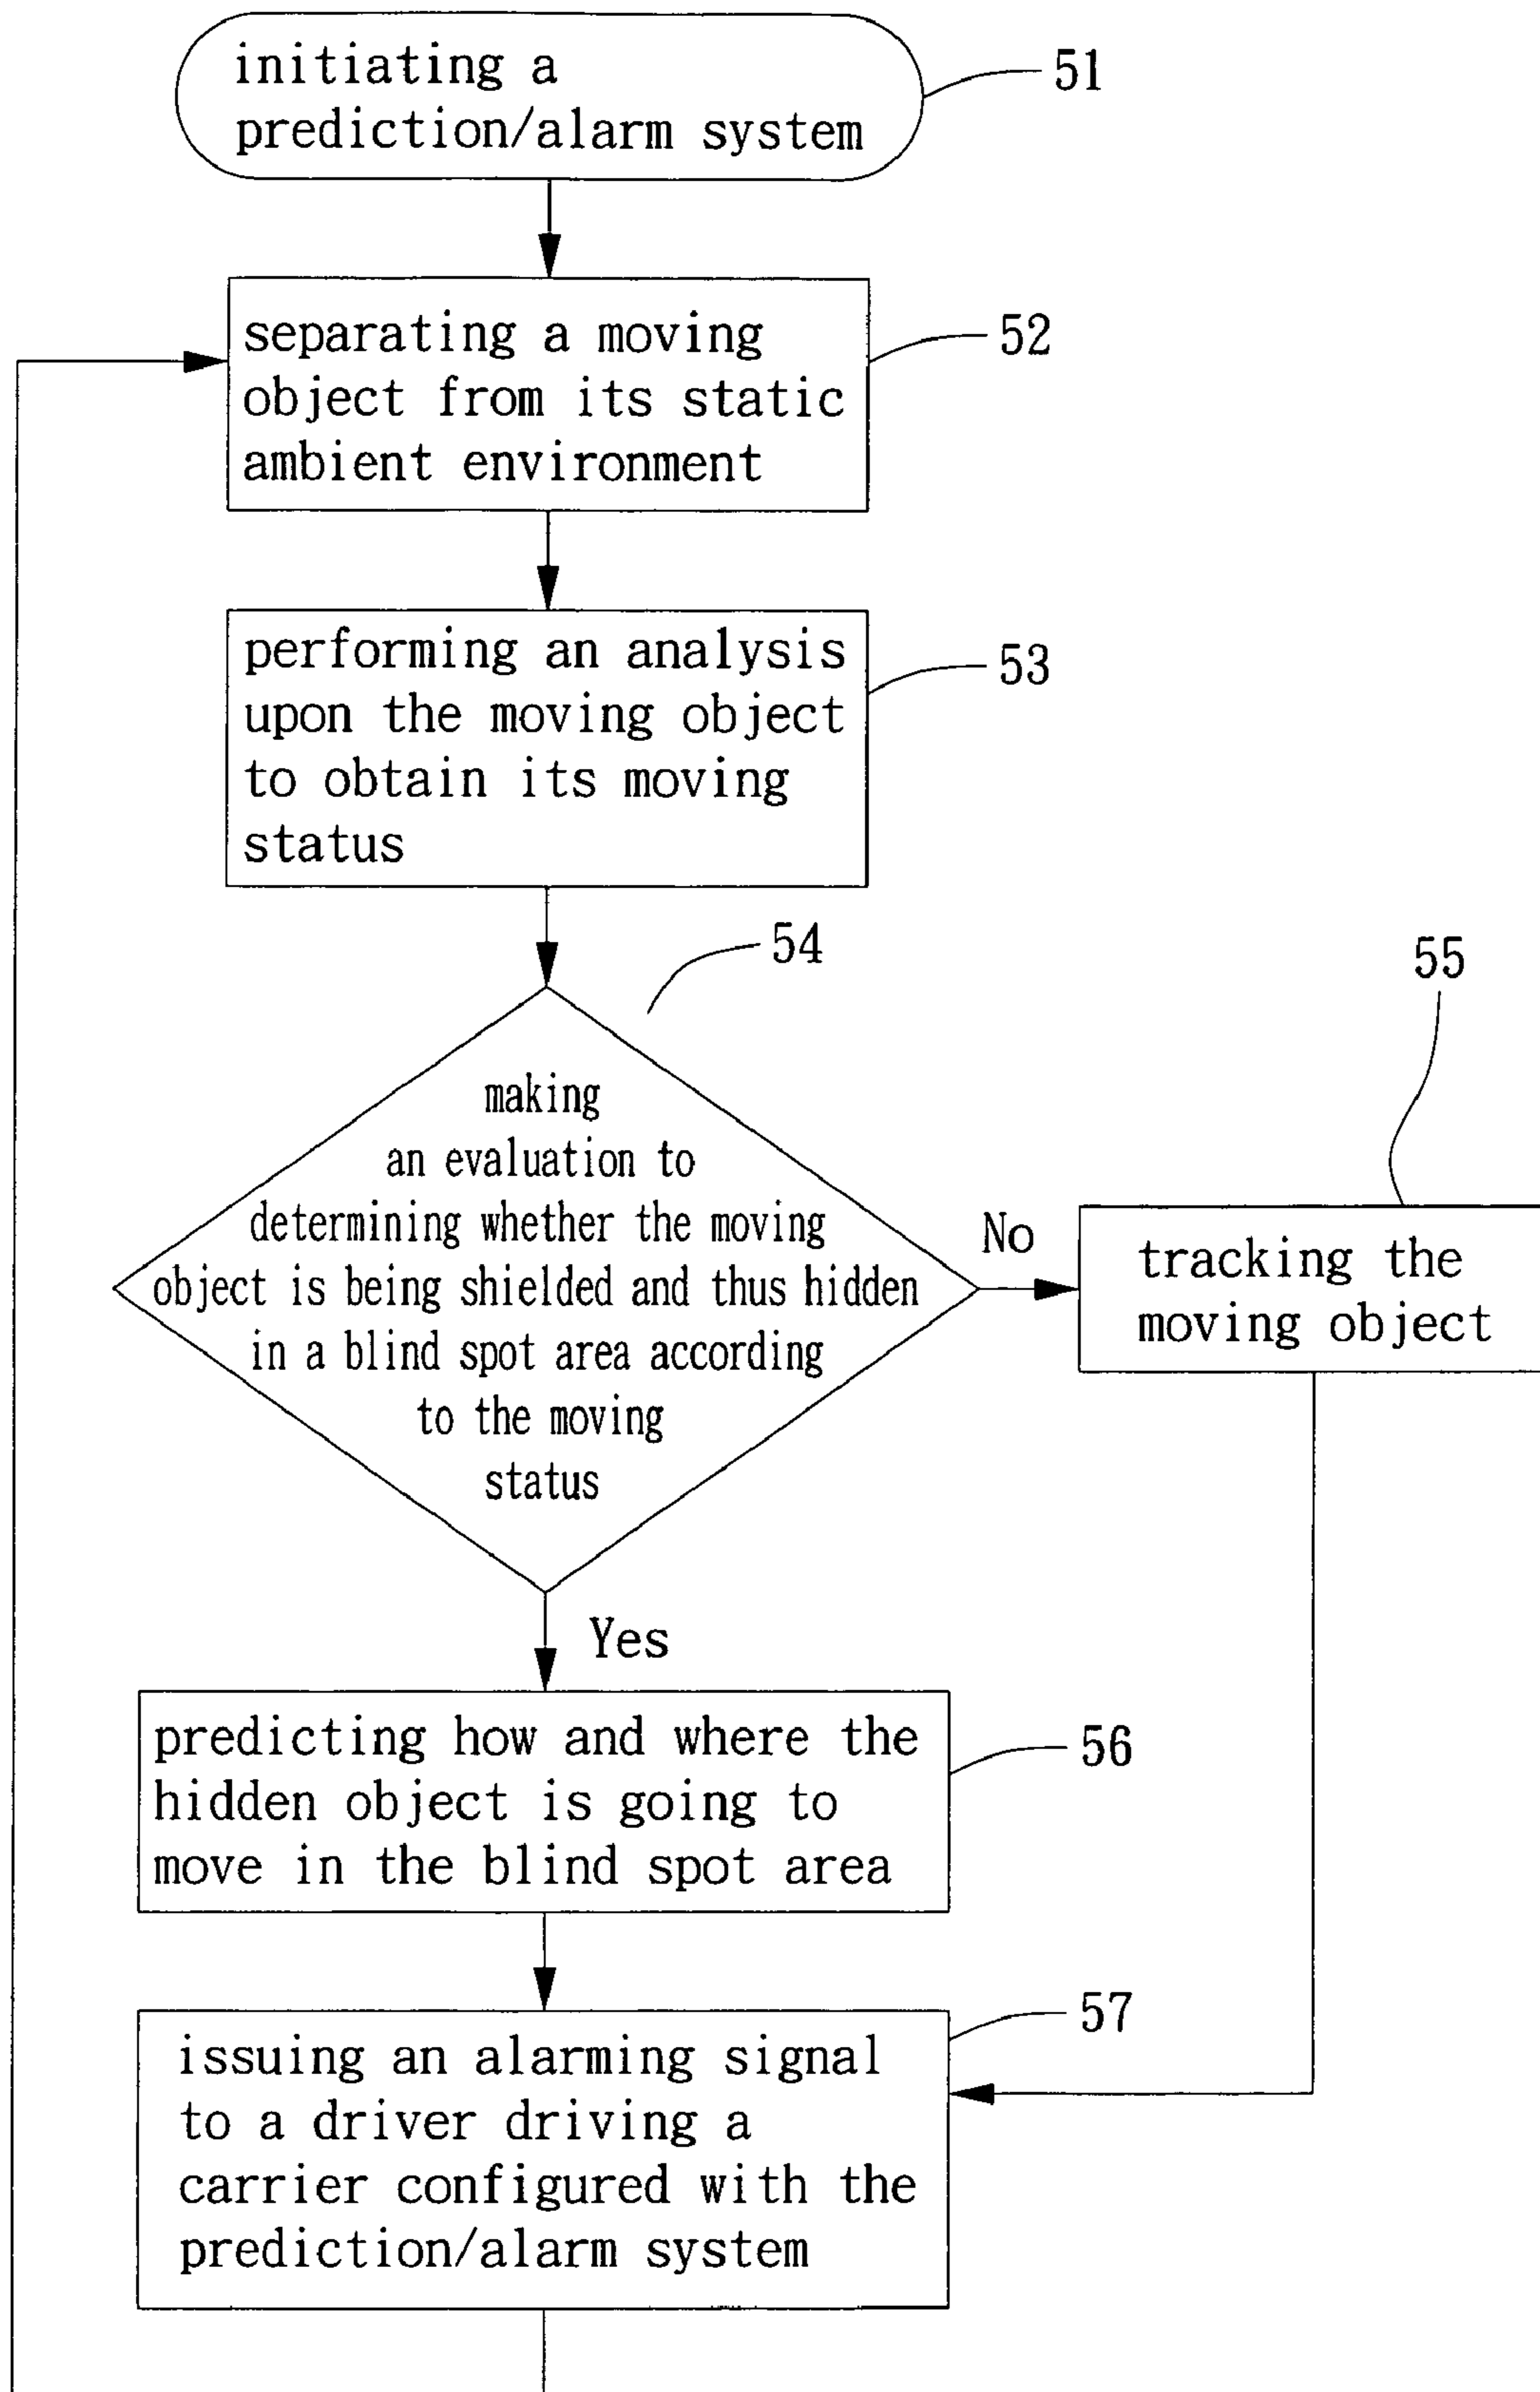 initiating a
prediction/alarm system
51
separating a moving
object from its static
ambient environment
52
performing an analysis
upon the moving object
to obtain its moving
status
53
54
making
an evaluation to
determining whether the moving
object is being shielded and thus hidden
in a blind spot area according
to the moving
status
No
55
tracking the
moving object
Yes
predicting how and where the
hidden object is going to
move in the blind spot area
56
issuing an alarming signal
to a driver driving a
carrier configured with the
prediction/alarm system
57